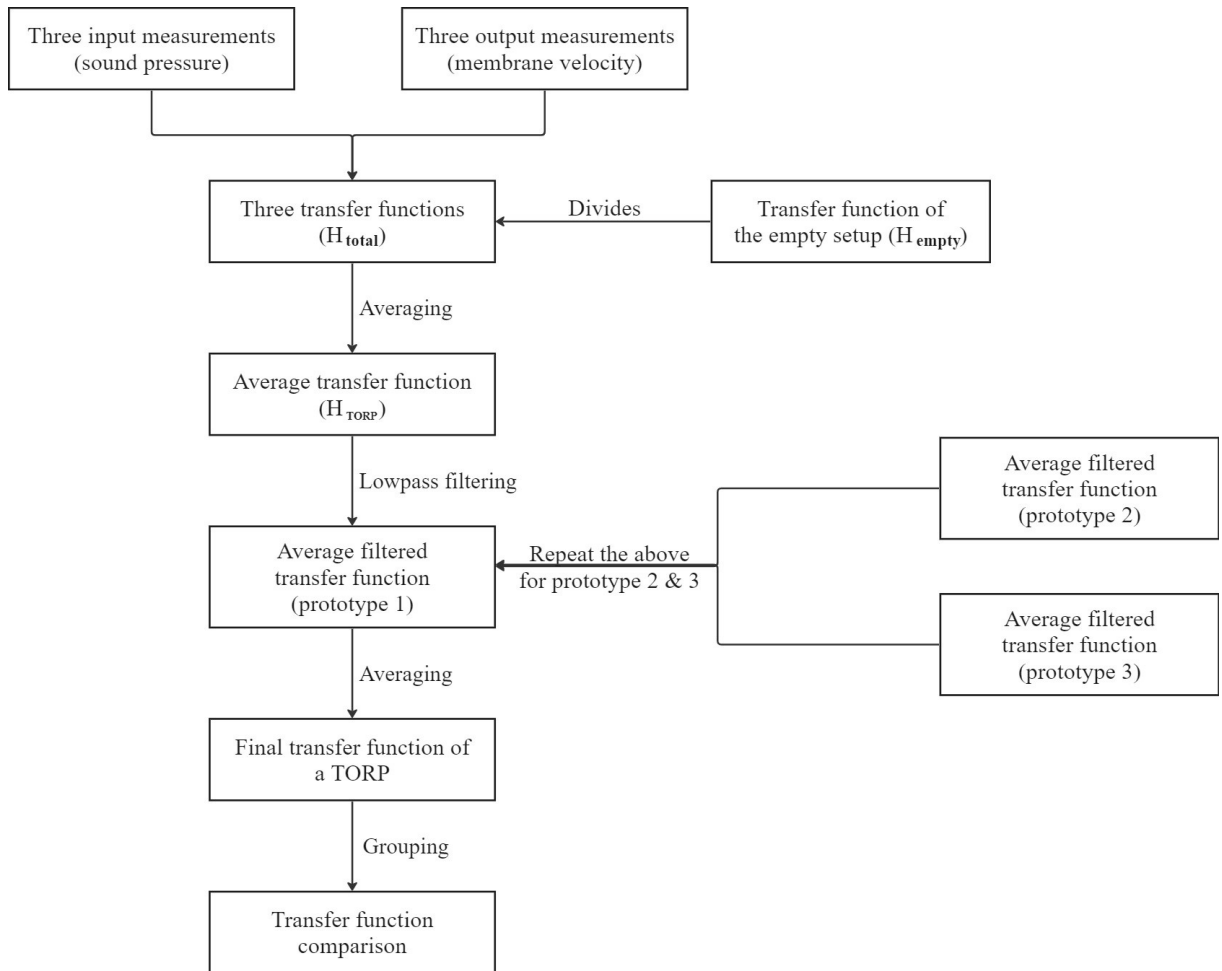 Three input measurements
(sound pressure)
Three output measurements
(membrane velocity)
Three transfer functions
(H total)
Divides
Transfer function of
the empty setup (H empty)
Averaging
Average transfer function
(H TORP)
Lowpass filtering
Average filtered
transfer function
(prototype 1)
Repeat the above
for prototype 2 & 3
Average filtered
transfer function
(prototype 2)
Average filtered
transfer function
(prototype 3)
Averaging
Final transfer function of
a TORP
Grouping
Transfer function
comparison